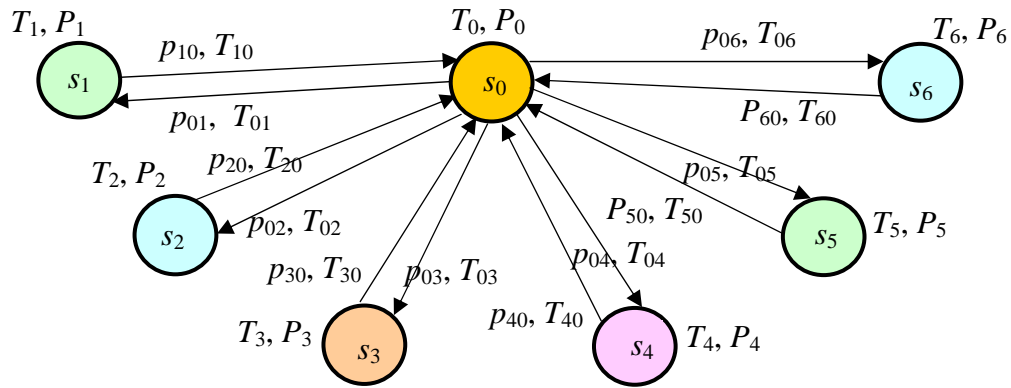 T₁, P₁
p₁₀, T₁₀
T₀, P₀
p₀₆, T₀₆
T₆, P₆
s₁
s₀
s₆
p₀₁, T₀₁
P₆₀, T₆₀
p₂₀, T₂₀
p₀₅, T₀₅
T₂, P₂
s₂
p₀₂, T₀₂
P₅₀, T₅₀
s₅
T₅, P₅
p₃₀, T₃₀
p₀₃, T₀₃
p₀₄, T₀₄
p₄₀, T₄₀
T₃, P₃
s₃
s₄
T₄, P₄